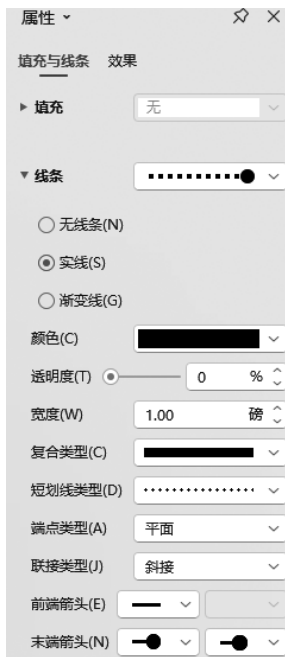 属性
填充与线条 效果
填充 无
线条
无线条(N)
实线(S)
渐变线(G)
颜色(C)
透明度(T) 0 %
宽度(W) 1.00 磅
复合类型(C)
短划线类型(D)
端点类型(A) 平面
联接类型(J) 斜接
前端箭头(E)
末端箭头(N)